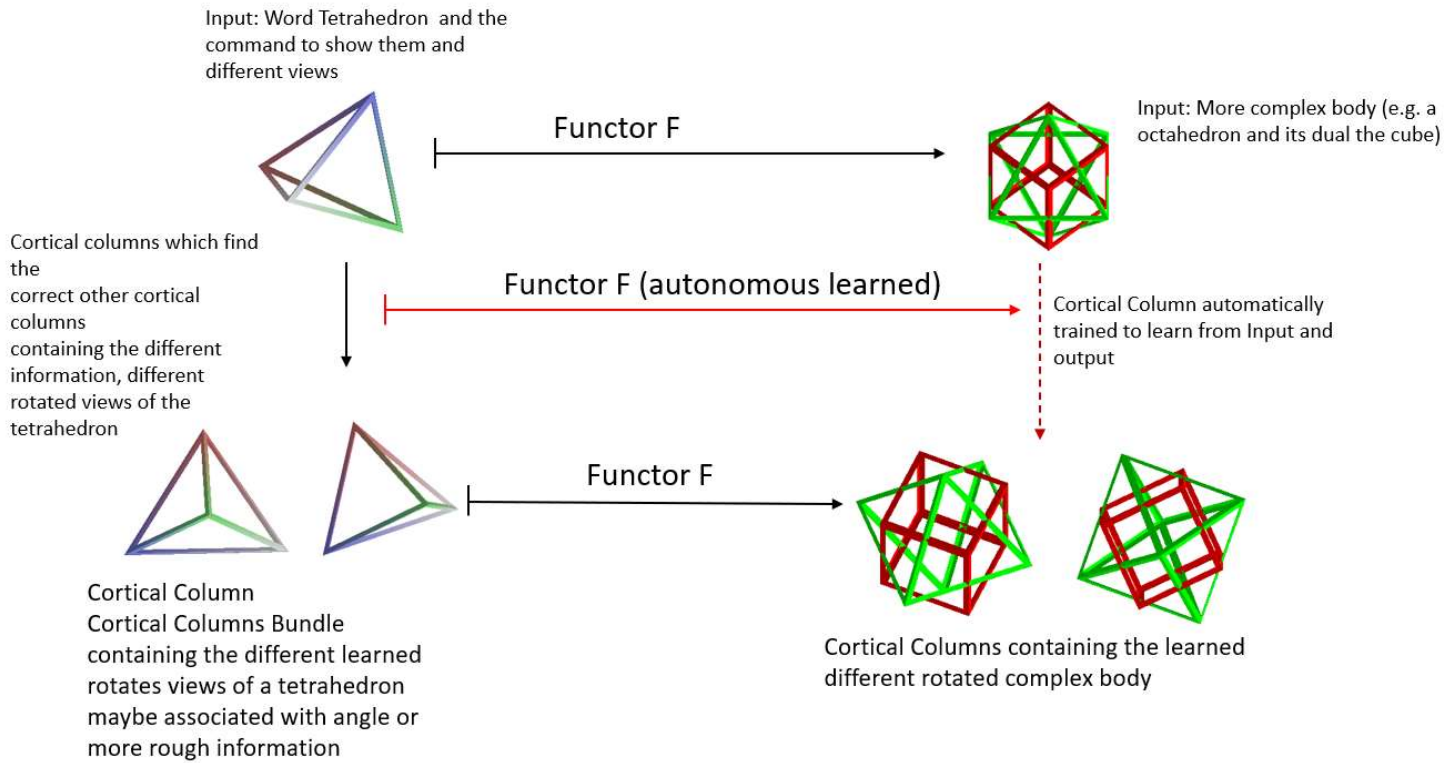 Input: Word Tetrahedron and the
command to show them and
different views
Functor F
Input: More complex body (e.g. a
octahedron and its dual the cube)
Cortical columns which find
the
correct other cortical
columns
containing the different
information, different
rotated views of the
tetrahedron
Functor F (autonomous learned)
Cortical Column automatically
trained to learn from Input and
output
Functor F
Cortical Column
Cortical Columns Bundle
containing the different learned
rotates views of a tetrahedron
maybe associated with angle or
more rough information
Cortical Columns containing the learned
different rotated complex body